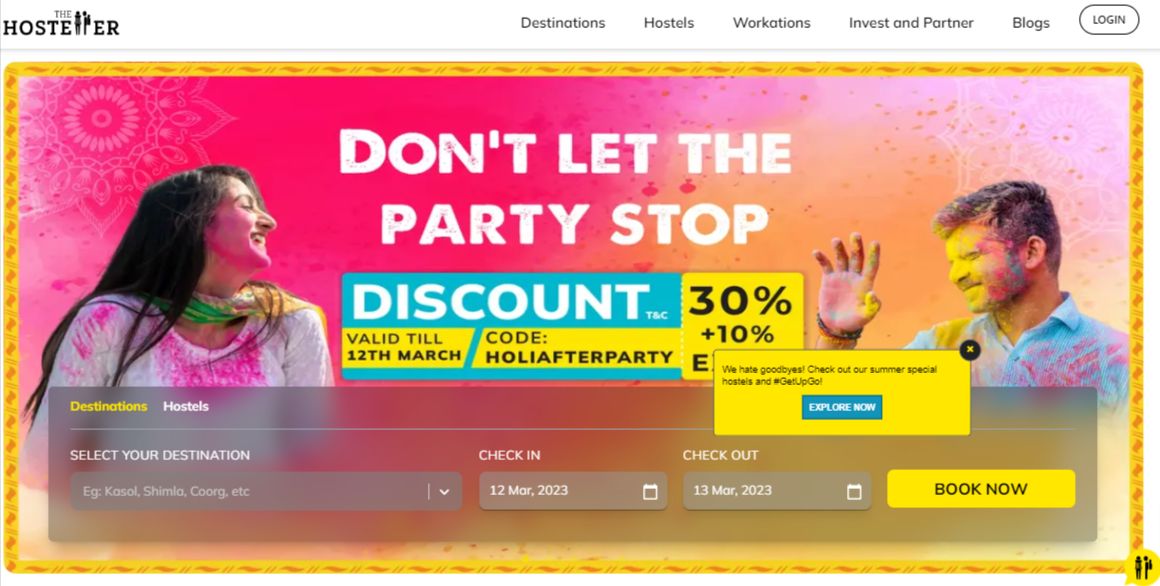 THE
HOSTELLER
Destinations Hostels Workations Invest and Partner Blogs LOGIN
DON'T LET THE
PARTY STOP
DISCOUNT T&C
VALID TILL
12TH MARCH
CODE:
HOLIAFTERPARTY
30%
+10%
We hate goodbyes! Check out our summer special
hostels and #GetUpGo!
EXPLORE NOW
Destinations Hostels
SELECT YOUR DESTINATION CHECK IN CHECK OUT
Eg: Kasol, Shimla, Coorg, etc 12 Mar, 2023 13 Mar, 2023 BOOK NOW